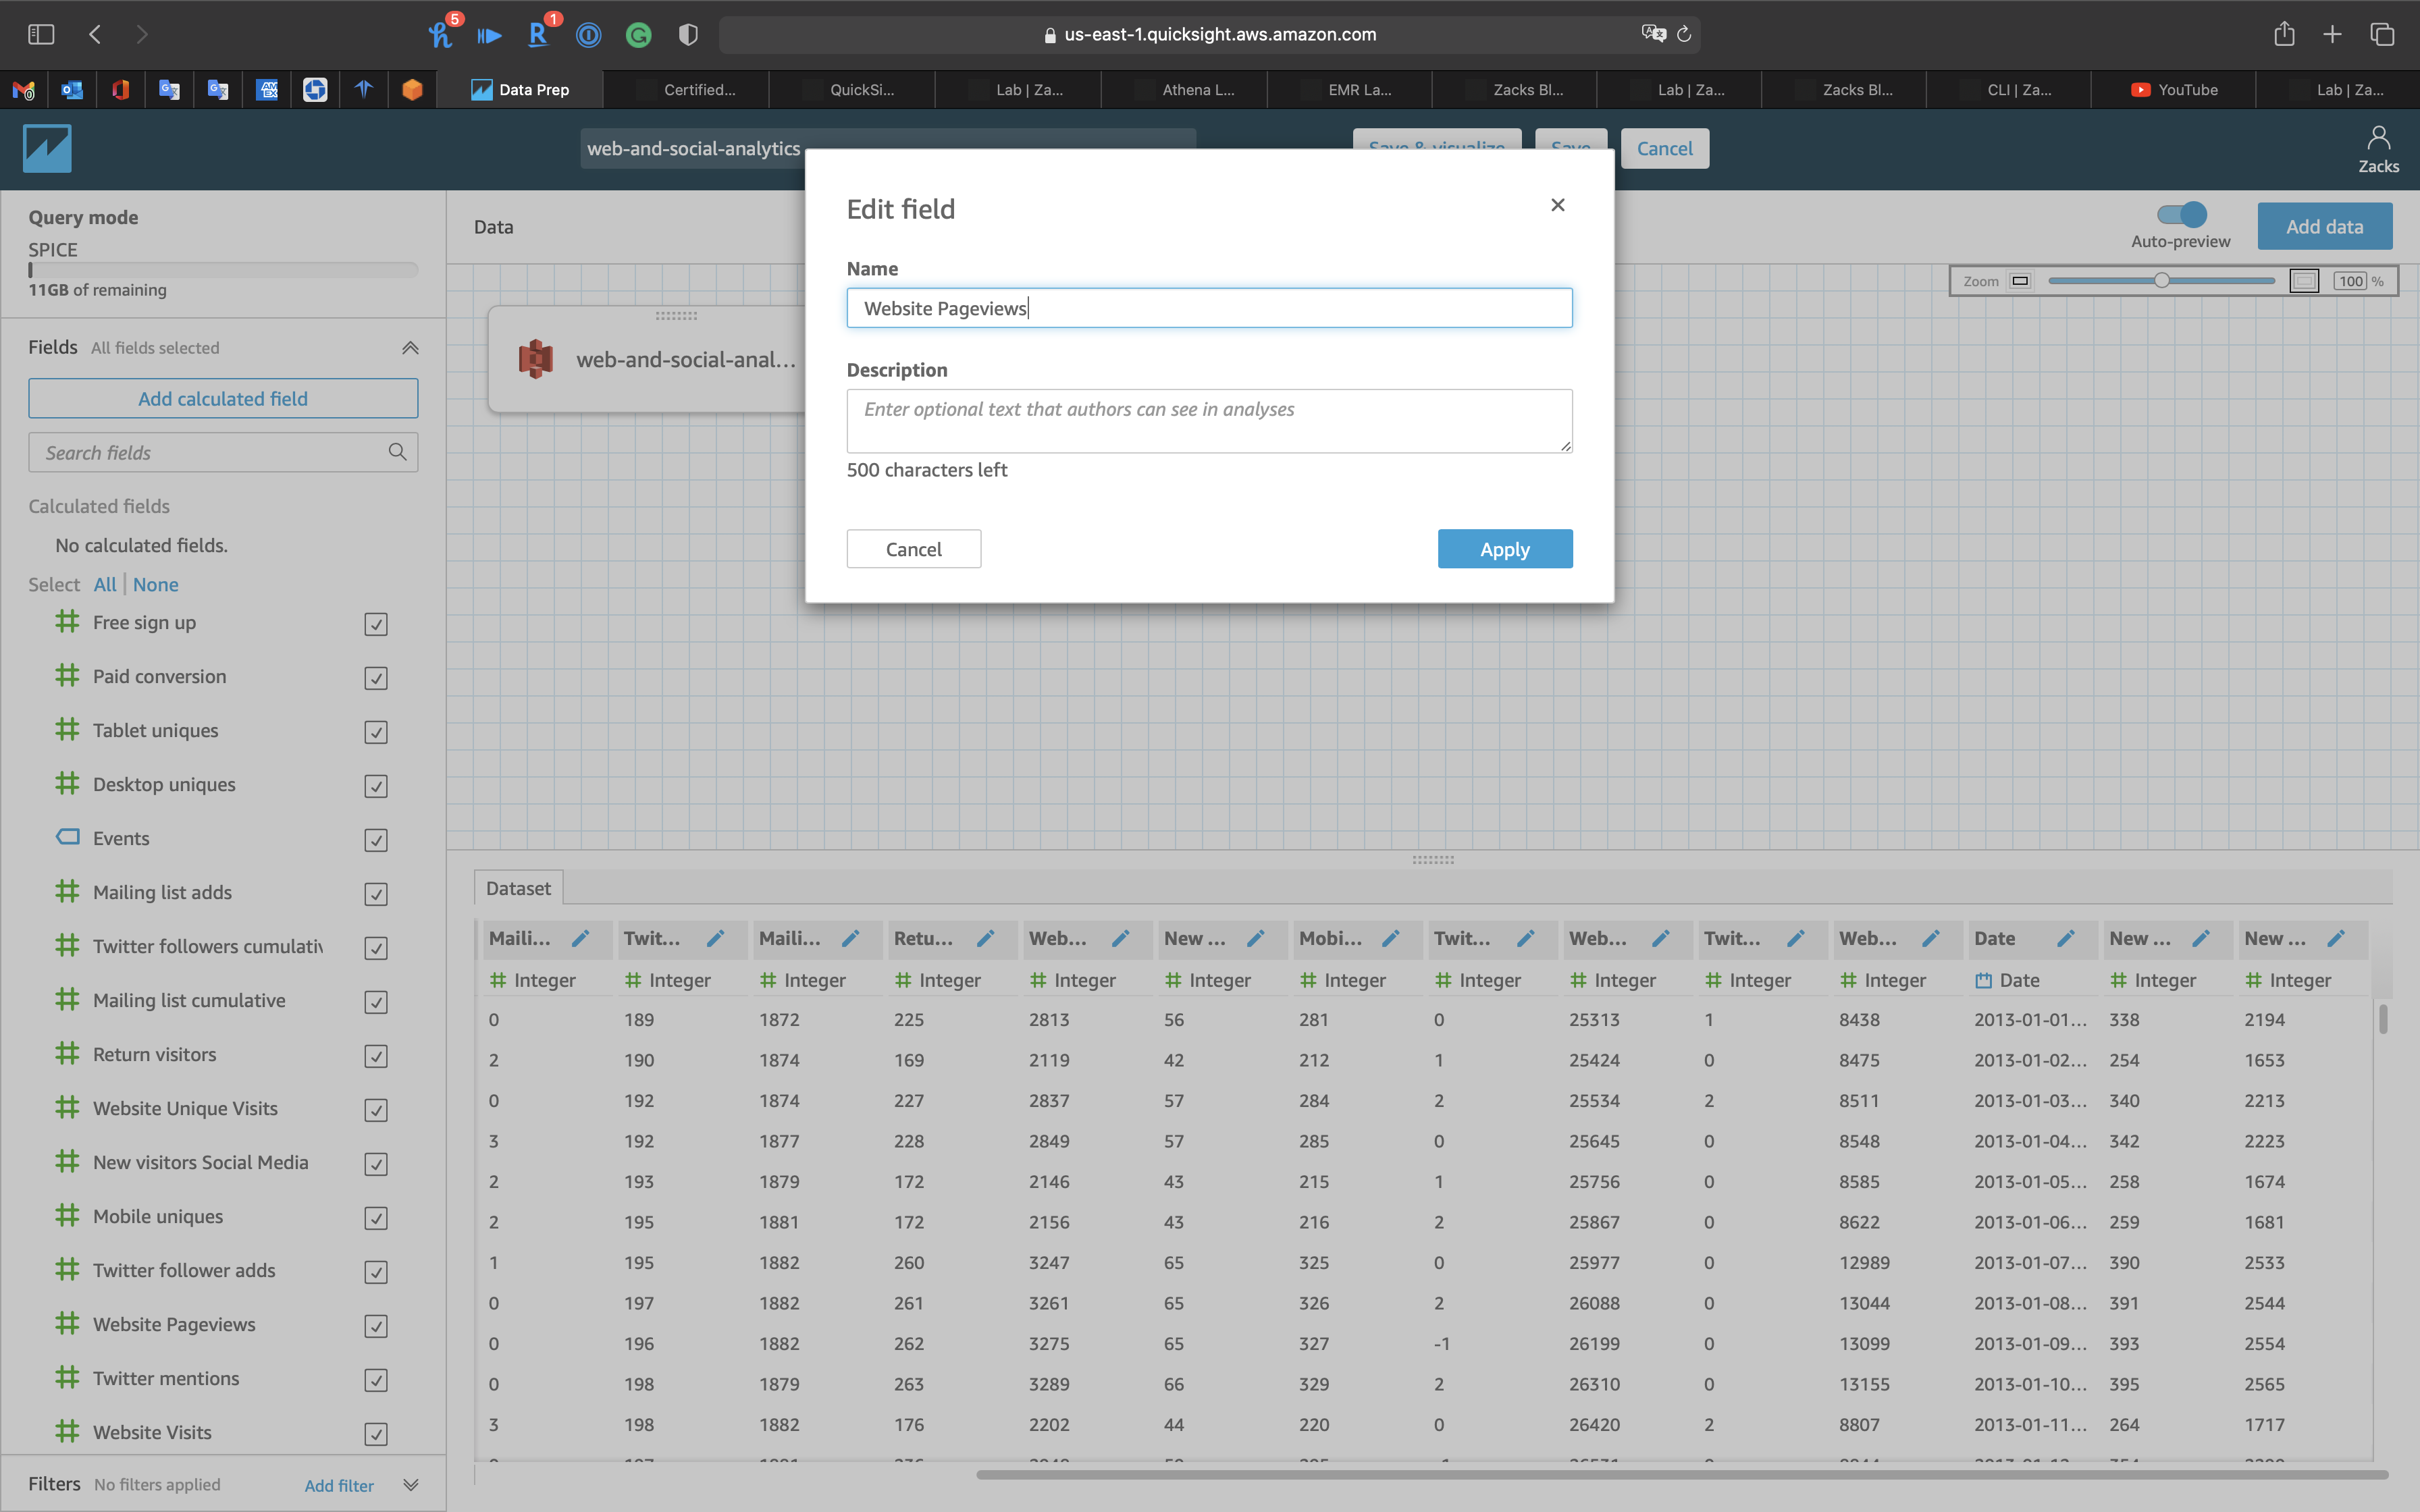 5
1
us-east-1.quicksight.aws.amazon.com
Data Prep
Certified...
QuickSi...
Lab | Za...
Athena L...
EMR La...
Zacks Bl...
Lab | Za...
Zacks Bl...
CLI | Za...
YouTube
Lab | Za...
web-and-social-analytics
Save & visualize
Save
Cancel
Zacks
Query mode
SPICE
11GB of remaining
Data
Auto-preview
Add data
Zoom
100 %
Fields All fields selected
Add calculated field
Search fields
Calculated fields
No calculated fields.
Select All | None
Free sign up
Paid conversion
Tablet uniques
Desktop uniques
Events
Mailing list adds
Twitter followers cumulativ
Mailing list cumulative
Return visitors
Website Unique Visits
New visitors Social Media
Mobile uniques
Twitter follower adds
Website Pageviews
Twitter mentions
Website Visits
Filters No filters applied Add filter
web-and-social-anal...
Edit field
Name
Website Pageviews
Description
Enter optional text that authors can see in analyses
500 characters left
Cancel
Apply
Dataset
Maili... Twit... Maili... Retu... Web... New ... Mobi... Twit... Web... Twit... Web... Date New ... New ...
Integer Integer Integer Integer Integer Integer Integer Integer Integer Integer Integer Date Integer Integer
0 189 1872 225 2813 56 281 0 25313 1 8438 2013-01-01... 338 2194
2 190 1874 169 2119 42 212 1 25424 0 8475 2013-01-02... 254 1653
0 192 1874 227 2837 57 284 2 25534 2 8511 2013-01-03... 340 2213
3 192 1877 228 2849 57 285 0 25645 0 8548 2013-01-04... 342 2223
2 193 1879 172 2146 43 215 1 25756 0 8585 2013-01-05... 258 1674
2 195 1881 172 2156 43 216 2 25867 0 8622 2013-01-06... 259 1681
1 195 1882 260 3247 65 325 0 25977 0 12989 2013-01-07... 390 2533
0 197 1882 261 3261 65 326 2 26088 0 13044 2013-01-08... 391 2544
0 196 1882 262 3275 65 327 -1 26199 0 13099 2013-01-09... 393 2554
0 198 1879 263 3289 66 329 2 26310 0 13155 2013-01-10... 395 2565
3 198 1882 176 2202 44 220 0 26420 2 8807 2013-01-11... 264 1717